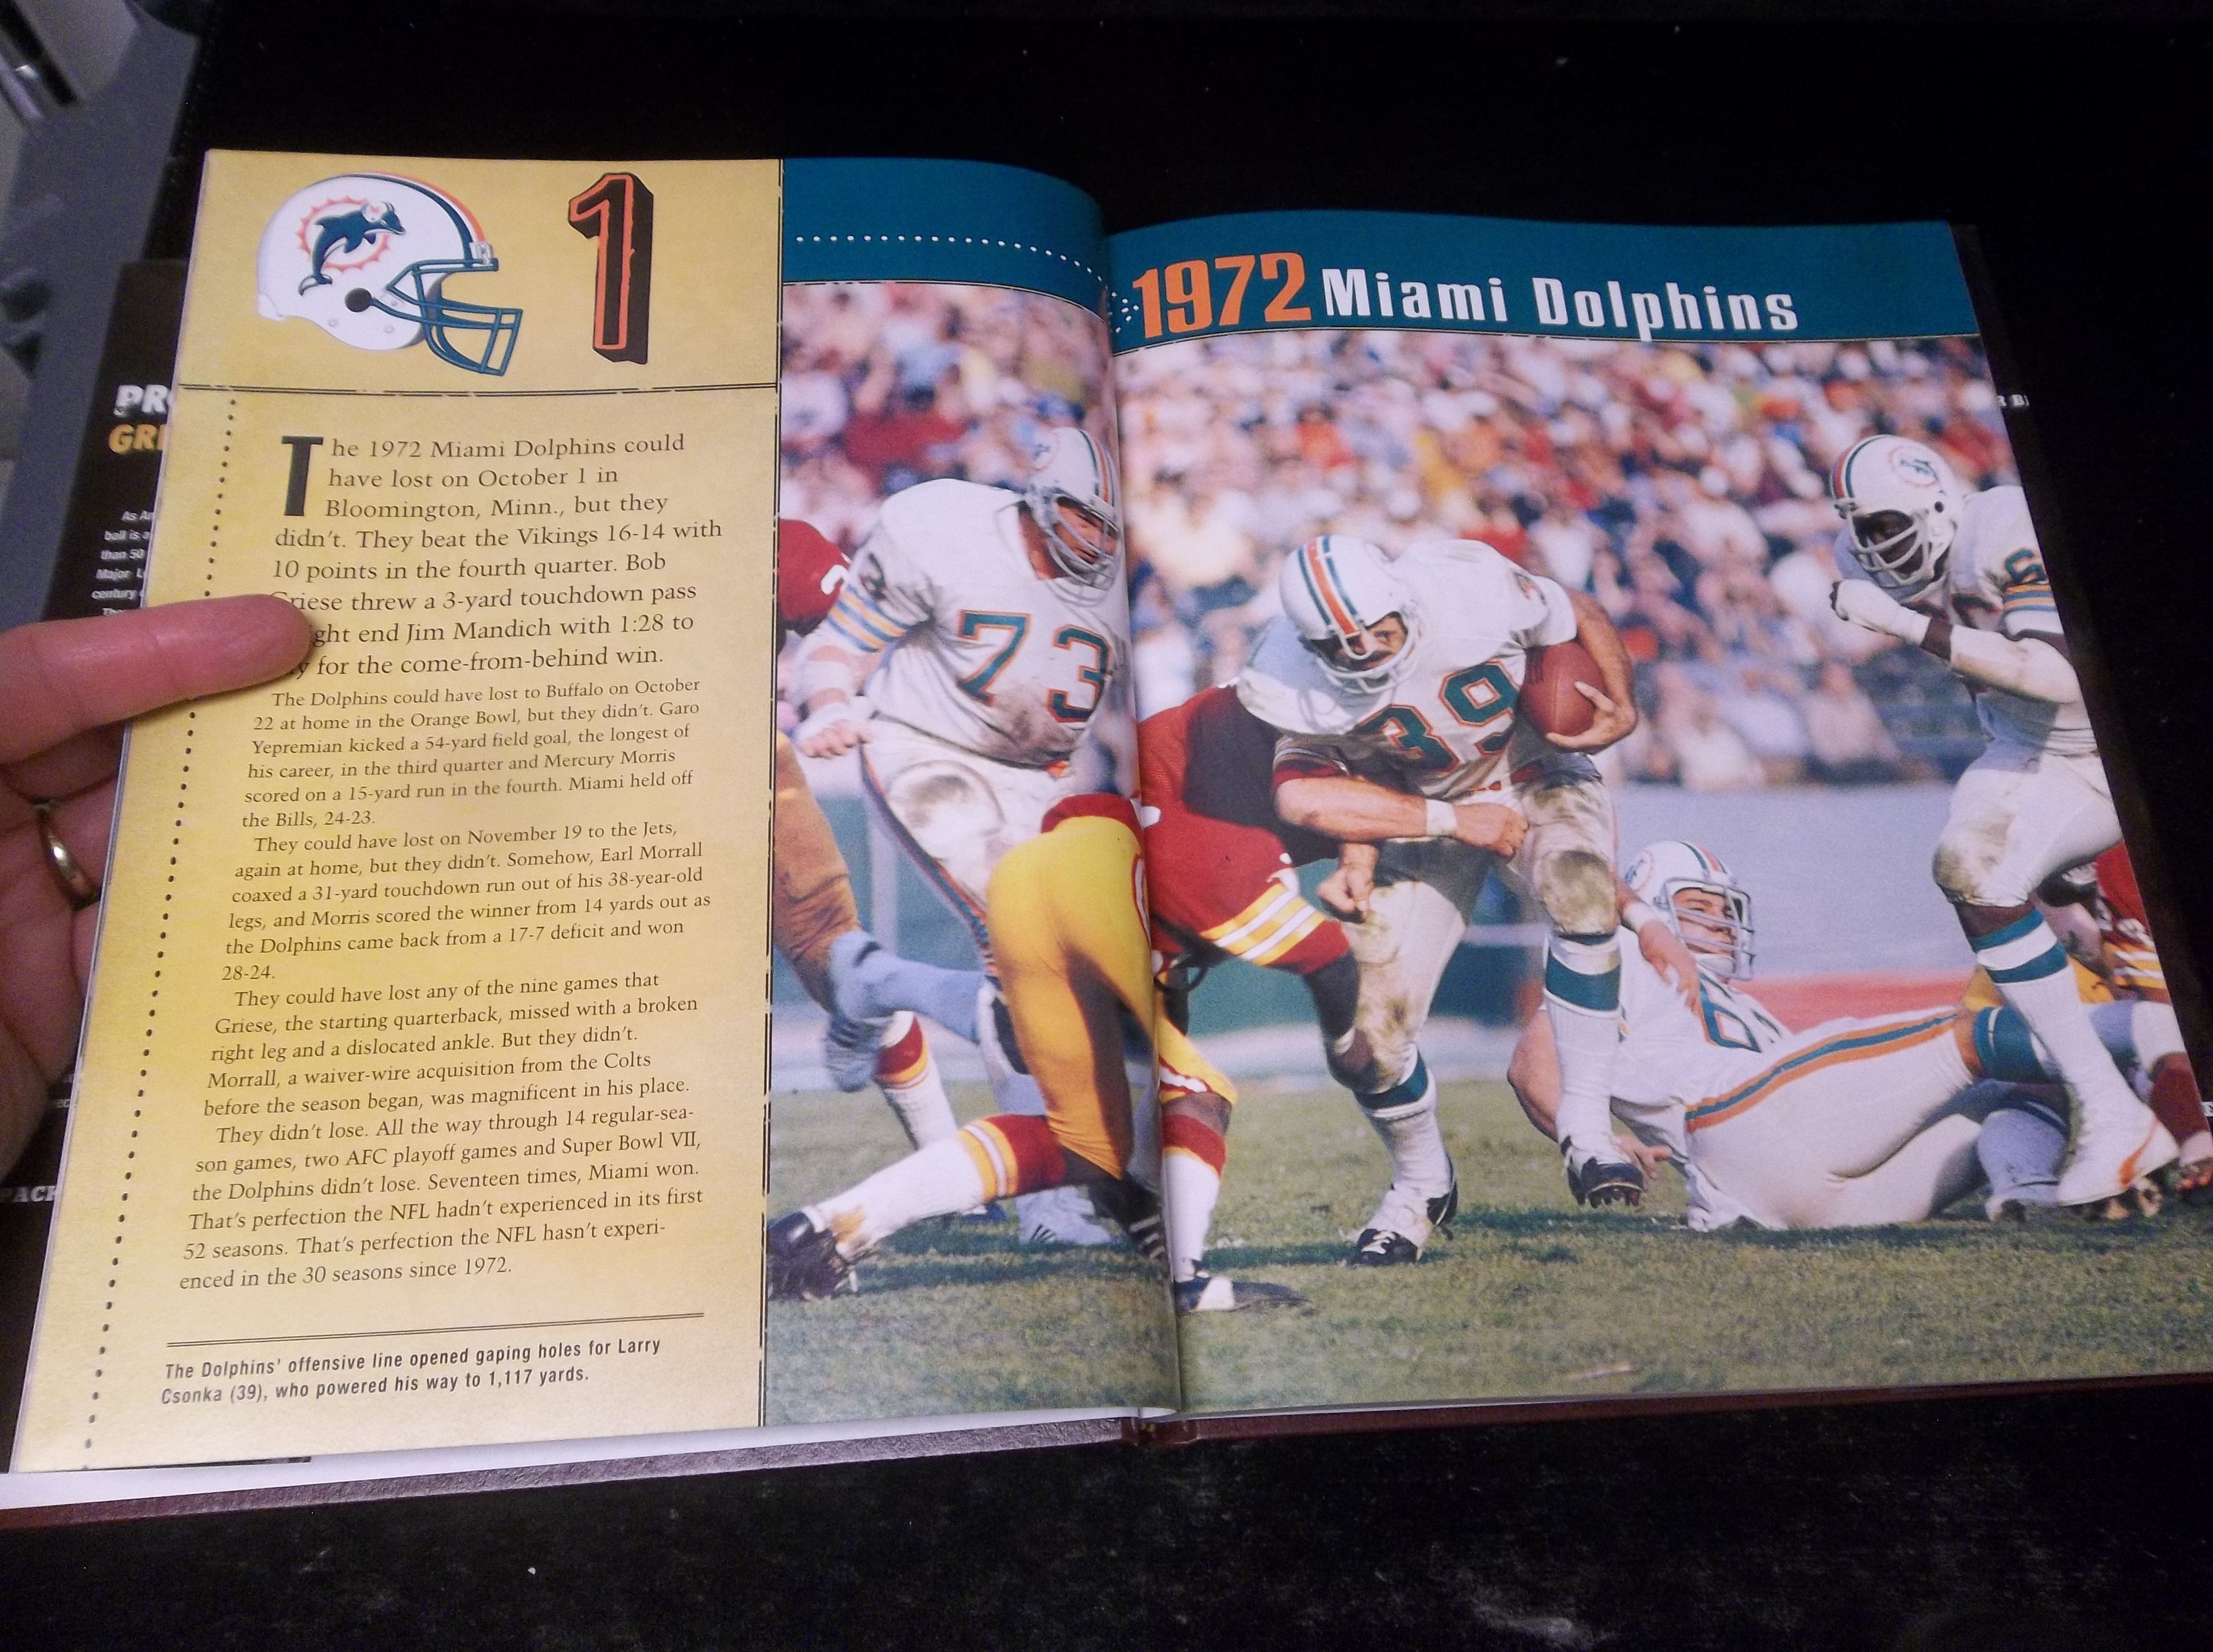 1
1972 Miami Dolphins
The 1972 Miami Dolphins could
have lost on October 1 in
Bloomington, Minn., but they
didn't. They beat the Vikings 16-14 with
10 points in the fourth quarter. Bob
Griese threw a 3-yard touchdown pass
ght end Jim Mandich with 1:28 to
for the come-from-behind win.
The Dolphins could have lost to Buffalo on October
22 at home in the Orange Bowl, but they didn't. Garo
Yepremian kicked a 54-yard field goal, the longest of
his career, in the third quarter and Mercury Morris
scored on a 15-yard run in the fourth. Miami held off
the Bills, 24-23.
They could have lost on November 19 to the Jets,
again at home, but they didn't. Somehow, Earl Morrall
coaxed a 31-yard touchdown run out of his 38-year-old
legs, and Morris scored the winner from 14 yards out as
the Dolphins came back from a 17-7 deficit and won
28-24.
They could have lost any of the nine games that
Griese, the starting quarterback, missed with a broken
right leg and a dislocated ankle. But they didn't.
Morrall, a waiver-wire acquisition from the Colts
before the season began, was magnificent in his place.
They didn't lose. All the way through 14 regular-sea-
son games, two AFC playoff games and Super Bowl VII,
the Dolphins didn't lose. Seventeen times, Miami won.
That's perfection the NFL hadn't experienced in its first
52 seasons. That's perfection the NFL hasn't experi-
enced in the 30 seasons since 1972.
The Dolphins' offensive line opened gaping holes for Larry
Csonka (39), who powered his way to 1,117 yards.
73
39
PR
GRE
As Am
ball is a
than 50
Major L
century
PACK
R B